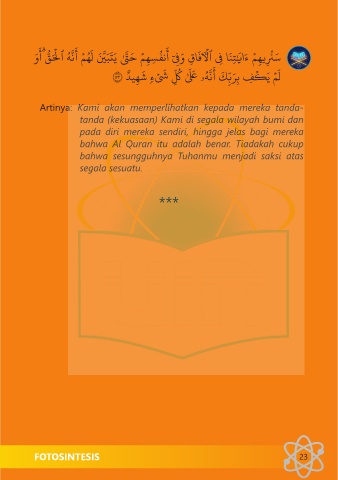 سَنُرِيهِمْ ءَايَٰتِنَا فِى ٱلْءَافَاقِ وَفِىٓ أَنفُسِهِمْ حَتَّىٰ يَتَبَيَّنَ لَهُمْ أَنَّهُ ٱلْحَقُّ ۗ أَوَ
لَمْ يَكْفِ بِرَبِّكَ أَنَّهُۥ عَلَىٰ كُلِّ شَىْءٍ شَهِيدٌ ۝٥٣
Artinya: Kami akan memperlihatkan kepada mereka tanda-
tanda (kekuasaan) Kami di segala wilayah bumi dan
pada diri mereka sendiri, hingga jelas bagi mereka
bahwa Al Quran itu adalah benar. Tiadakah cukup
bahwa sesungguhnya Tuhanmu menjadi saksi atas
segala sesuatu.
***
FOTOSINTESIS
23